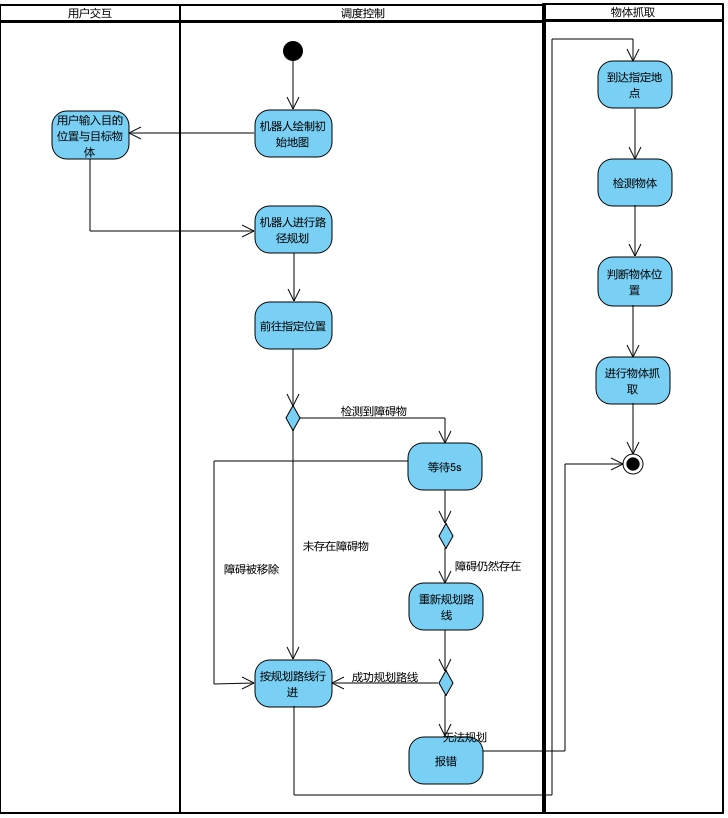 用户交互
调度控制
物体抓取
用户输入目的
位置与目标物
体
机器人绘制初
始地图
机器人进行路
径规划
前往指定位置
检测到障碍物
等待5s
未存在障碍物
障碍被移除
障碍仍然存在
重新规划路
线
成功规划路线
按规划路线行
进
无法规划
报错
到达指定地
点
检测物体
判断物体位
置
进行物体抓
取